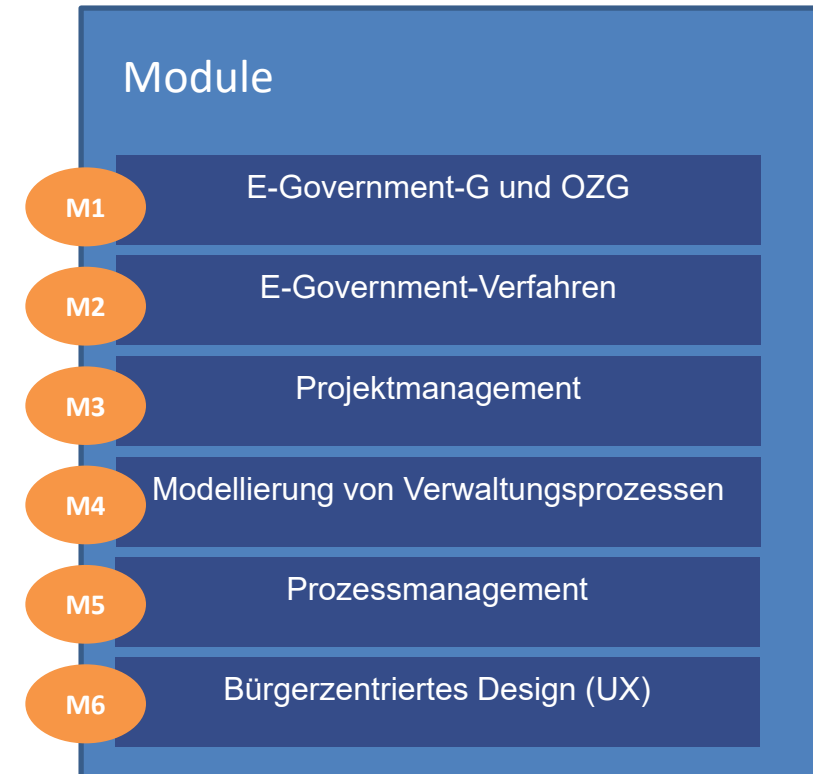 Module
M1
E-Government-G und OZG
M2
E-Government-Verfahren
M3
Projektmanagement
M4
Modellierung von Verwaltungsprozessen
M5
Prozessmanagement
M6
Bürgerzentriertes Design (UX)